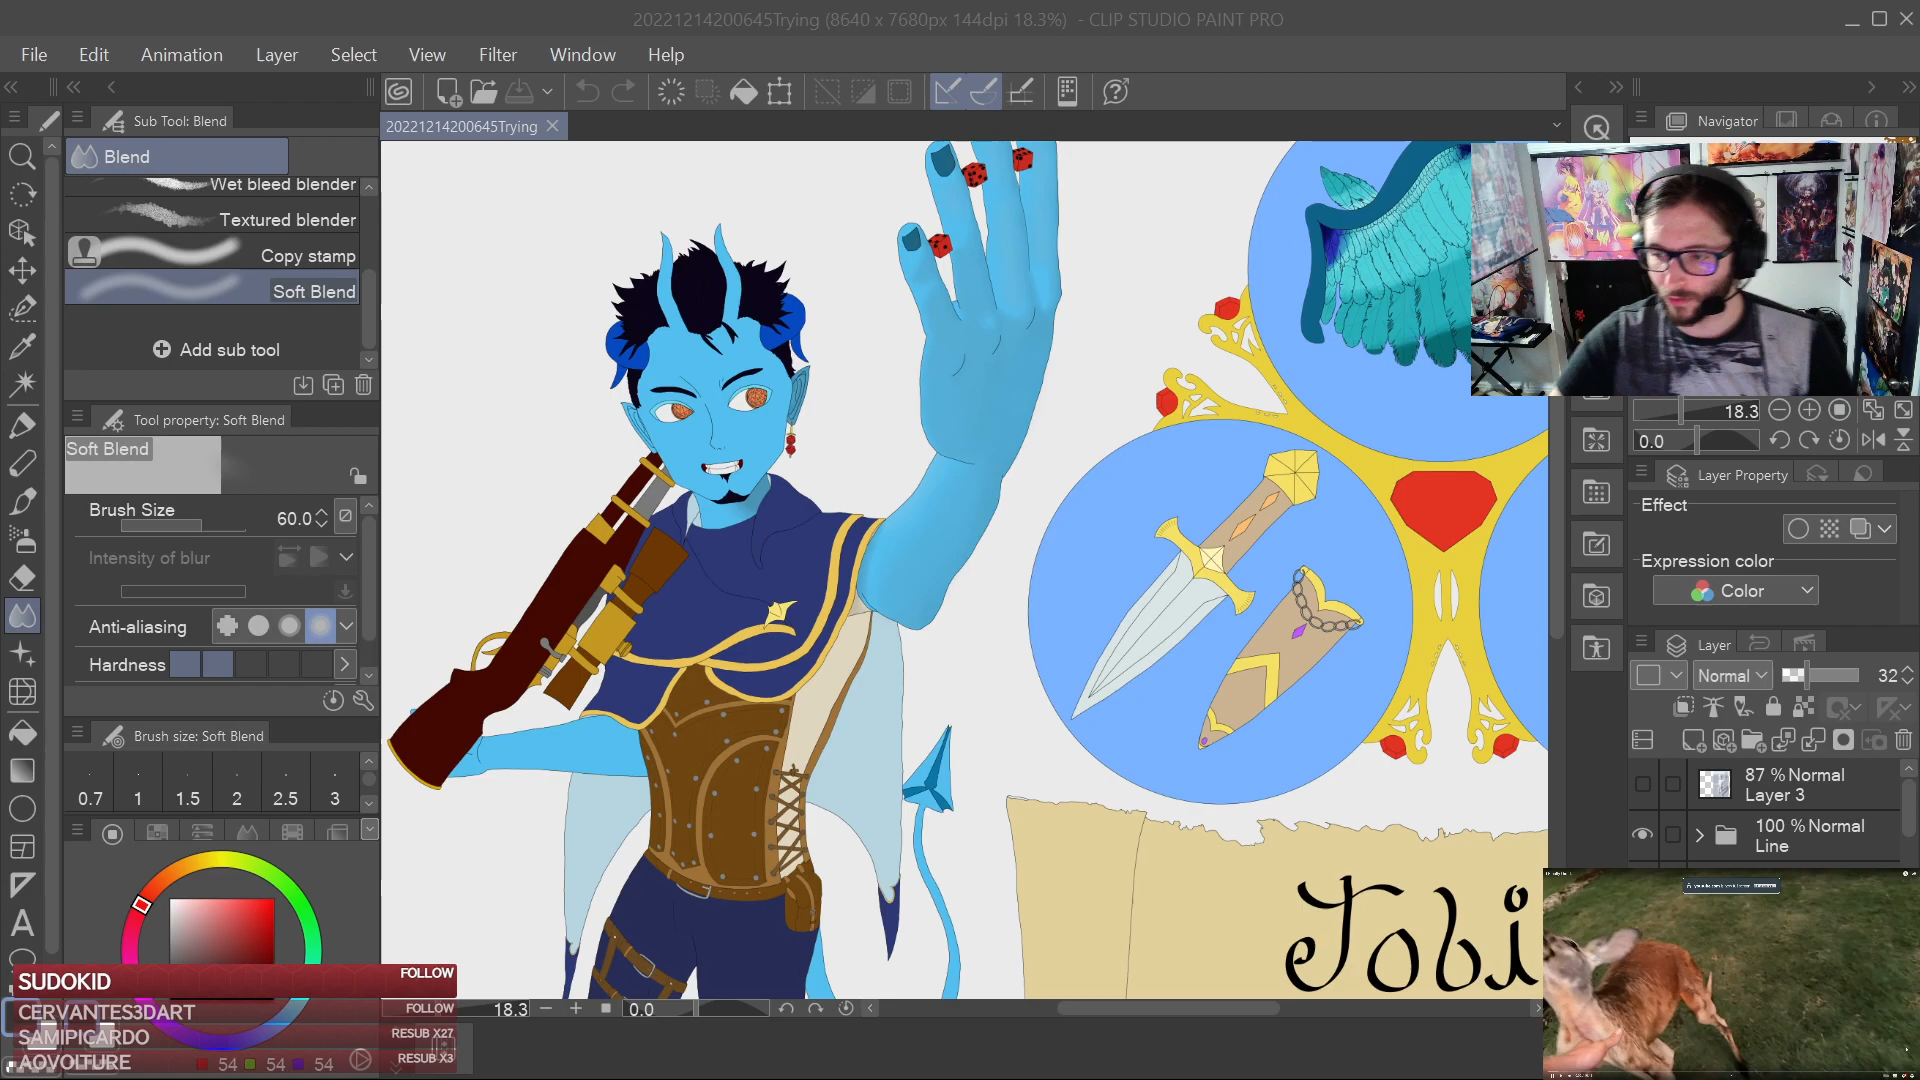 20221214200645Trying (8640 x 7680px 144dpi 18.3%) - CLIP STUDIO PAINT PRO
File Edit Animation Layer Select View Filter Window Help
Sub Tool: Blend
20221214200645Trying
Navigator
Blend
Wet bleed blender
Textured blender
Copy stamp
Soft Blend
Add sub tool
Tool property: Soft Blend
Soft Blend
Brush Size 60.0
Intensity of blur
Anti-aliasing
Hardness
Brush size: Soft Blend
0.7 1 1.5 2 2.5 3
18.3
0.0
Layer Property
Effect
Expression color
Color
Layer
Normal 32
87 % Normal
Layer 3
100 % Normal
Line
Tobi
SUDOKID FOLLOW
CERVANTES3DART FOLLOW
SAMIPICARDO RESUB X27
AOVOLTURE RESUB X3
54 54 54
18.3 0.0